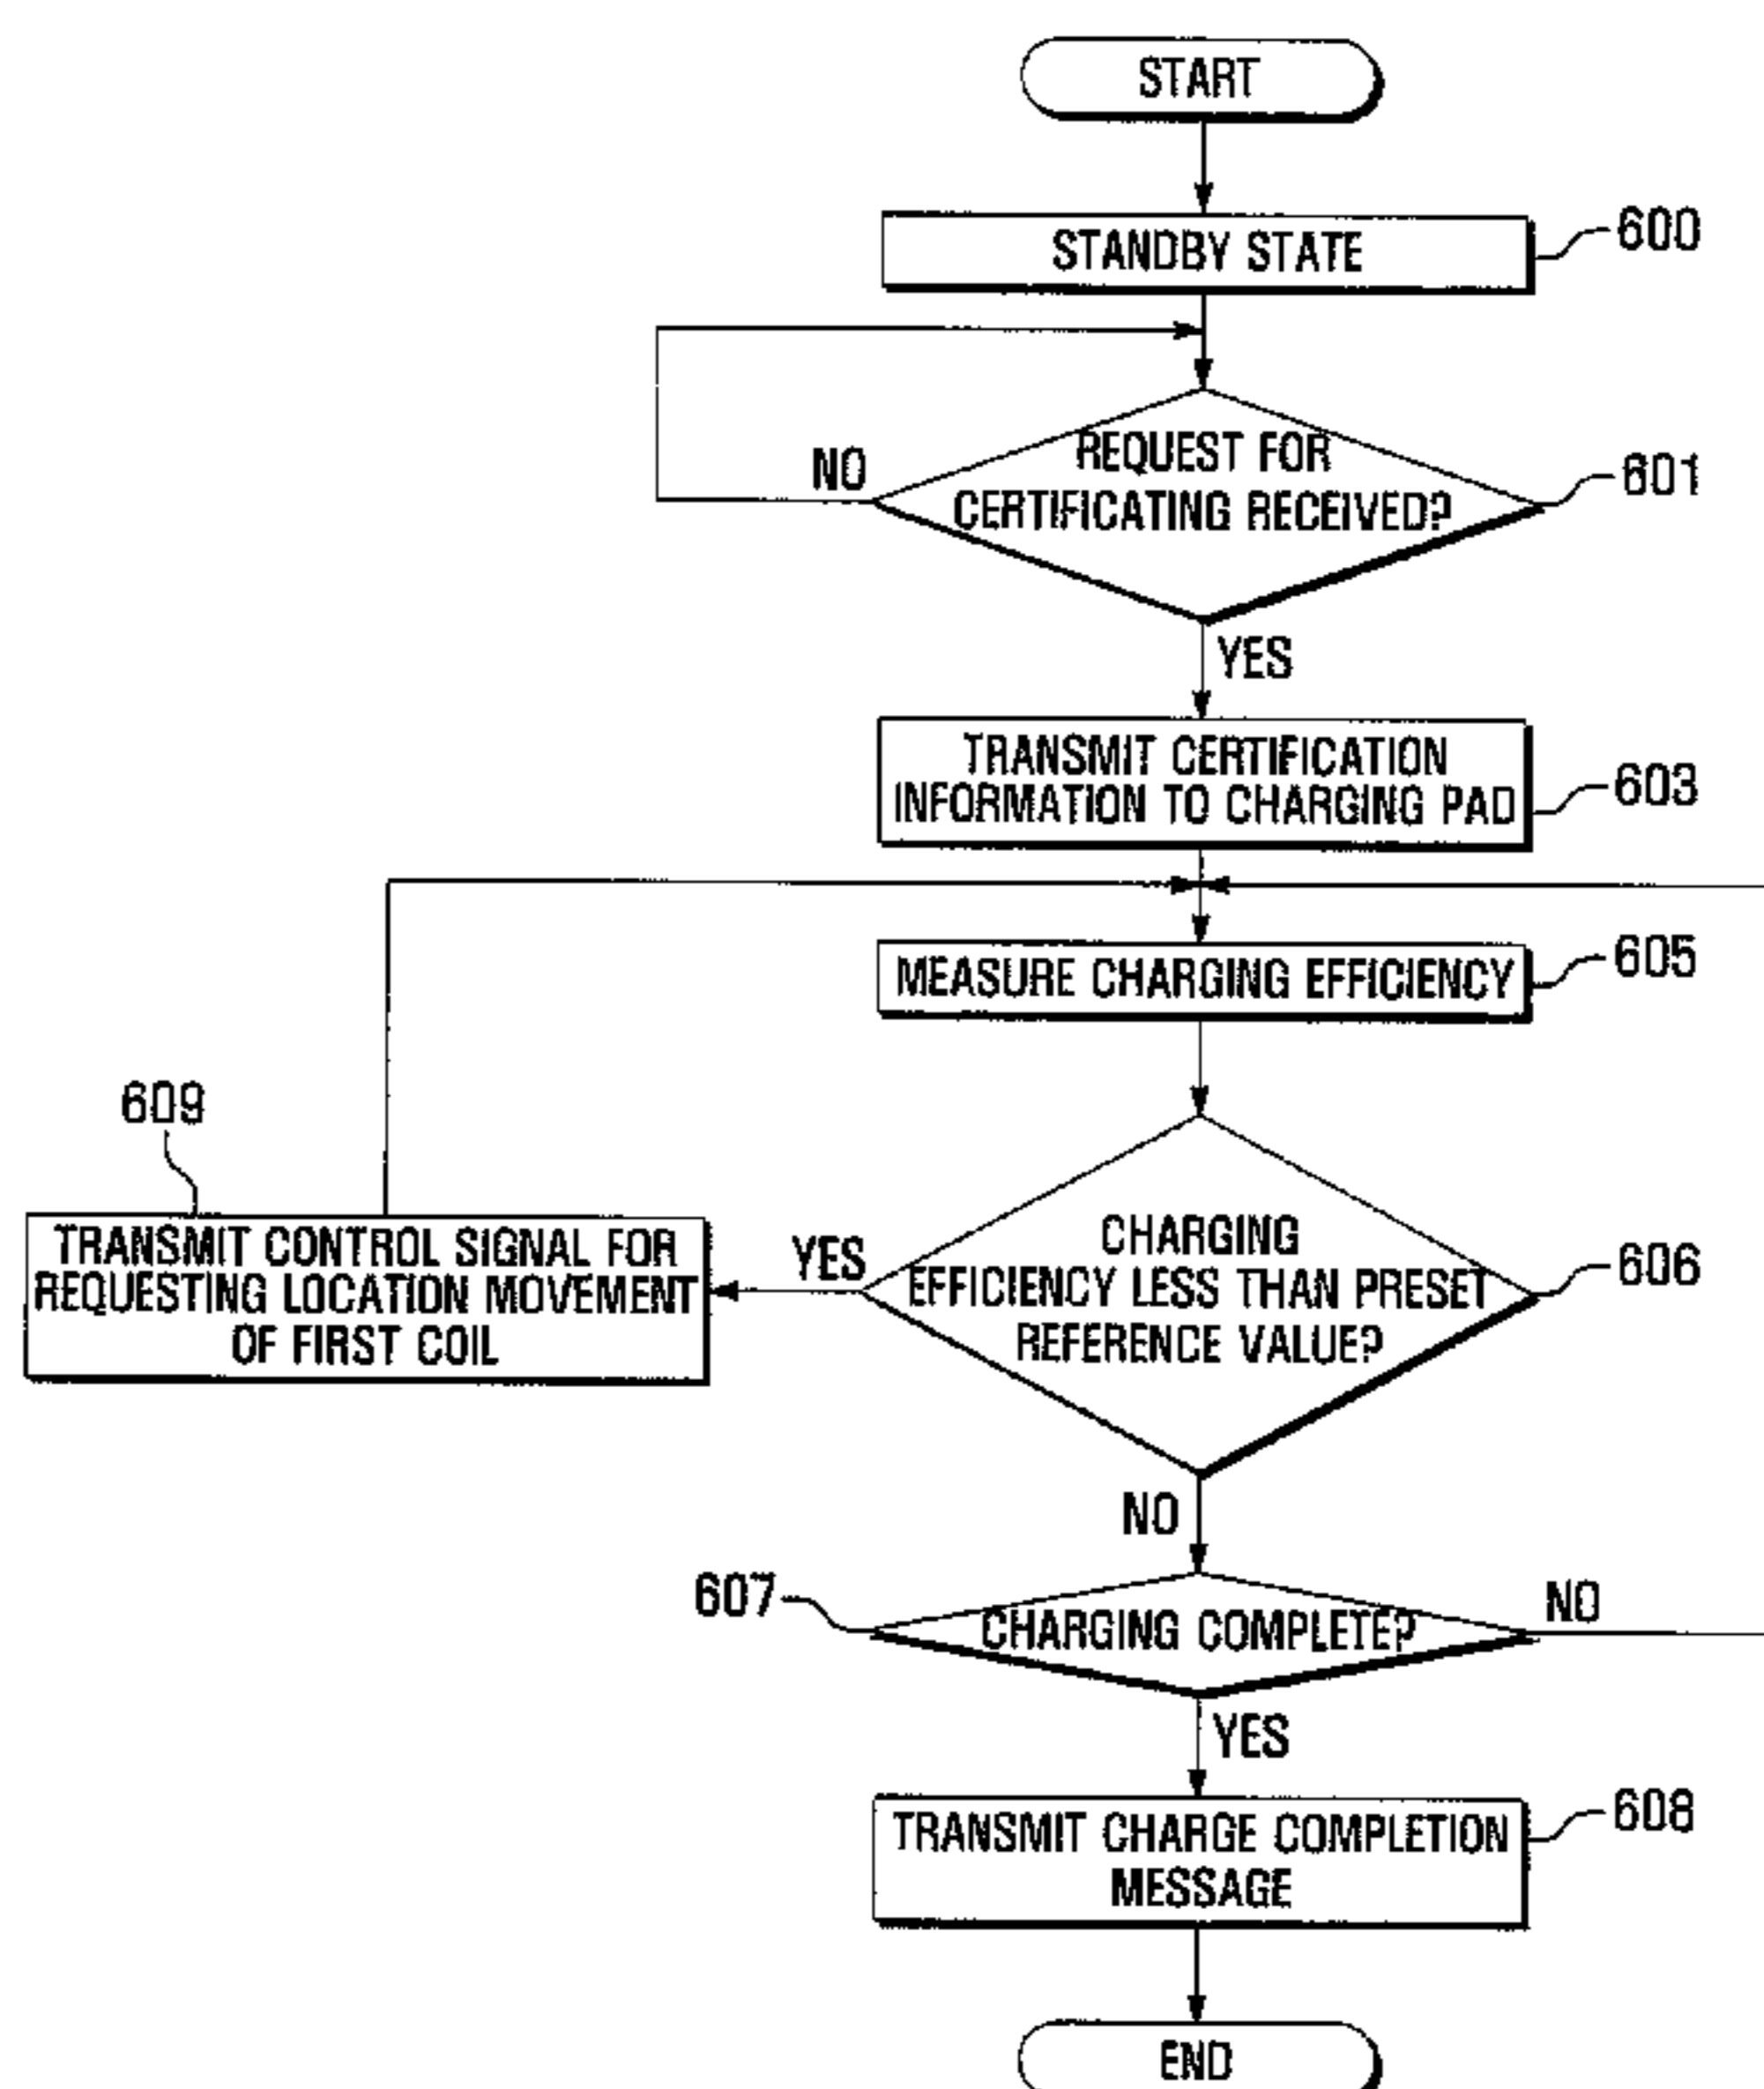 START
STANDBY STATE
600
REQUEST FOR
CERTIFICATING RECEIVED?
601
NO
YES
TRANSMIT CERTIFICATION
INFORMATION TO CHARGING PAD
603
MEASURE CHARGING EFFICIENCY
605
609
TRANSMIT CONTROL SIGNAL FOR
REQUESTING LOCATION MOVEMENT
OF FIRST COIL
YES
CHARGING
EFFICIENCY LESS THAN PRESET
REFERENCE VALUE?
606
NO
607
CHARGING COMPLETE?
NO
YES
TRANSMIT CHARGE COMPLETION
MESSAGE
608
END